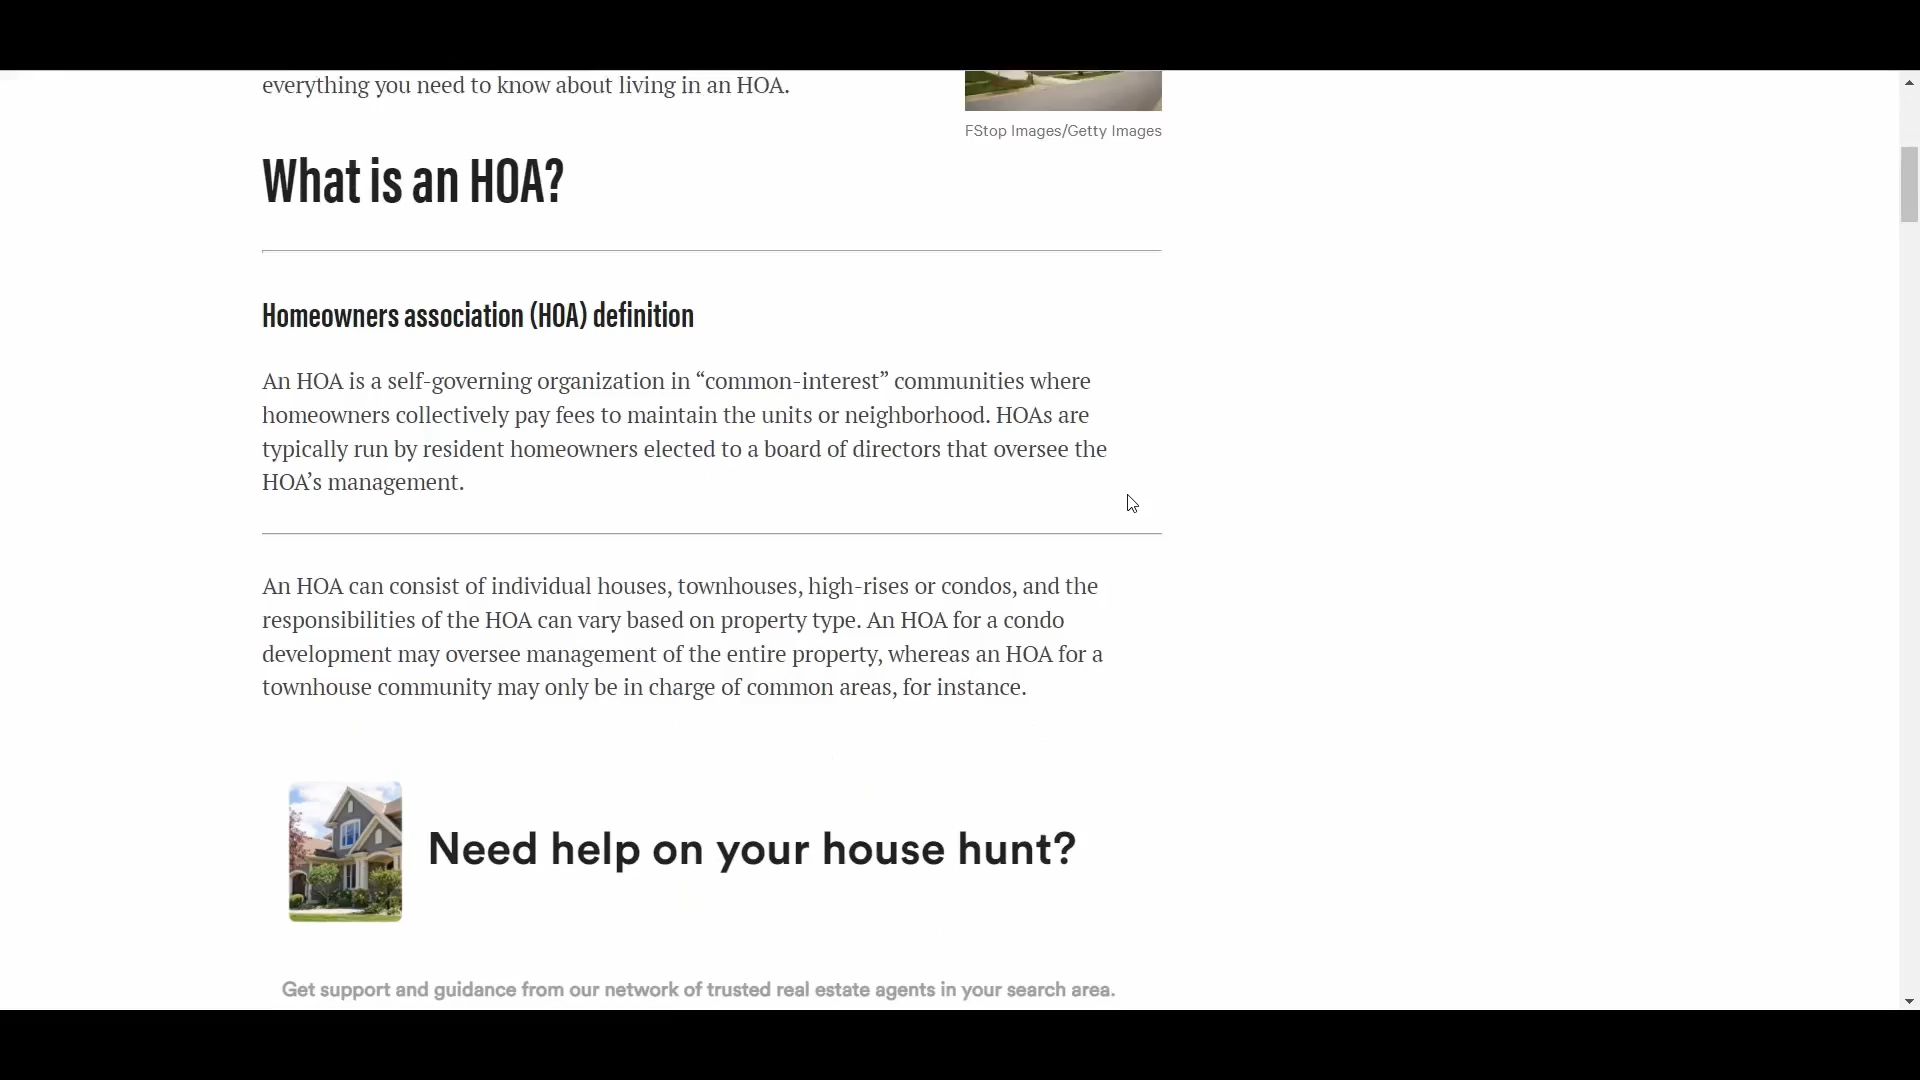 everything you need to know about living in an HOA.
FStop Images/Getty Images
What is an HOA?
Homeowners association (HOA) definition
An HOA is a self-governing organization in “common-interest” communities where
homeowners collectively pay fees to maintain the units or neighborhood. HOAs are
typically run by resident homeowners elected to a board of directors that oversee the
HOA’s management.
An HOA can consist of individual houses, townhouses, high-rises or condos, and the
responsibilities of the HOA can vary based on property type. An HOA for a condo
development may oversee management of the entire property, whereas an HOA for a
townhouse community may only be in charge of common areas, for instance.
Need help on your house hunt?
Get support and guidance from our network of trusted real estate agents in your search area.